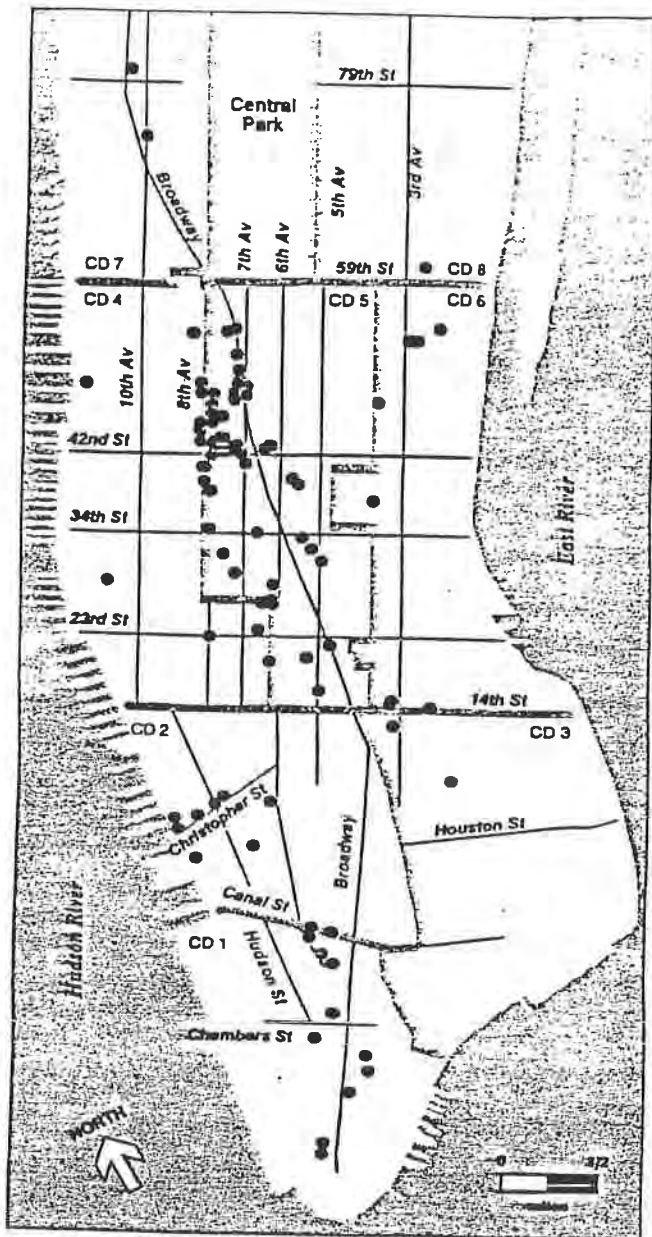 79th St
Central
Park
Broadway
5th Av
3rd Av
7th Av
6th Av
CD 7
59th St
CD 8
CD 4
CD 5
CD 6
10th Av
8th Av
42nd St
34th St
East River
23rd St
14th St
CD 2
CD 3
Christopher St
Houston St
Broadway
Canal St
CD 1
Hudson St
Hudson River
Chambers St
NORTH
0